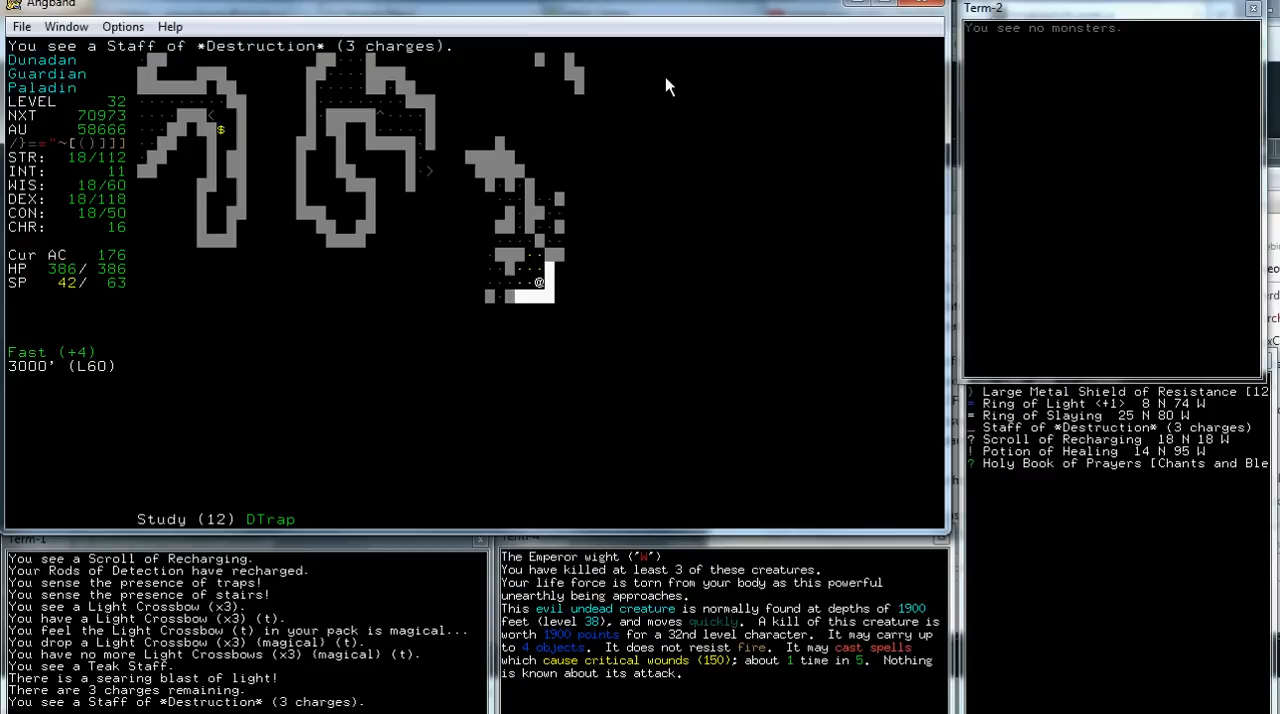 Angband
Term-2
File Window Options Help
You see a Staff of *Destruction* (3 charges).
You see no monsters.
Dunadan
Guardian
Paladin
LEVEL 32
NXT 70973
AU 58666
/}=="~[()]]]
STR: 18/112
INT: 11
WIS: 18/60
DEX: 18/118
CON: 18/50
CHR: 16
Cur AC 176
HP 386/ 386
SP 42/ 63
Fast (+4)
3000' (L60)
Study (12) DTrap
) Large Metal Shield of Resistance [12
= Ring of Light <+1> 8 N 74 W
= Ring of Slaying 25 N 80 W
_ Staff of *Destruction* (3 charges)
? Scroll of Recharging 18 N 18 W
! Potion of Healing 14 N 95 W
? Holy Book of Prayers [Chants and Ble
Term-1
You see a Scroll of Recharging.
Your Rods of Detection have recharged.
You sense the presence of traps!
You sense the presence of stairs!
You see a Light Crossbow (x3).
You have a Light Crossbow (x3) (t).
You feel the Light Crossbow (t) in your pack is magical...
You drop a Light Crossbow (x3) {magical} (t).
You have no more Light Crossbows (x3) {magical} (t).
You see a Teak Staff.
There is a searing blast of light!
There are 3 charges remaining.
You see a Staff of *Destruction* (3 charges).
Term-4
The Emperor wight ("W")
You have killed at least 3 of these creatures.
Your life force is torn from your body as this powerful
unearthly being approaches.
This evil undead creature is normally found at depths of 1900
feet (level 38), and moves quickly. A kill of this creature is
worth 1900 points for a 32nd level character. It may carry up
to 4 objects. It does not resist fire. It may cast spells
which cause critical wounds (150); about 1 time in 5. Nothing
is known about its attack.